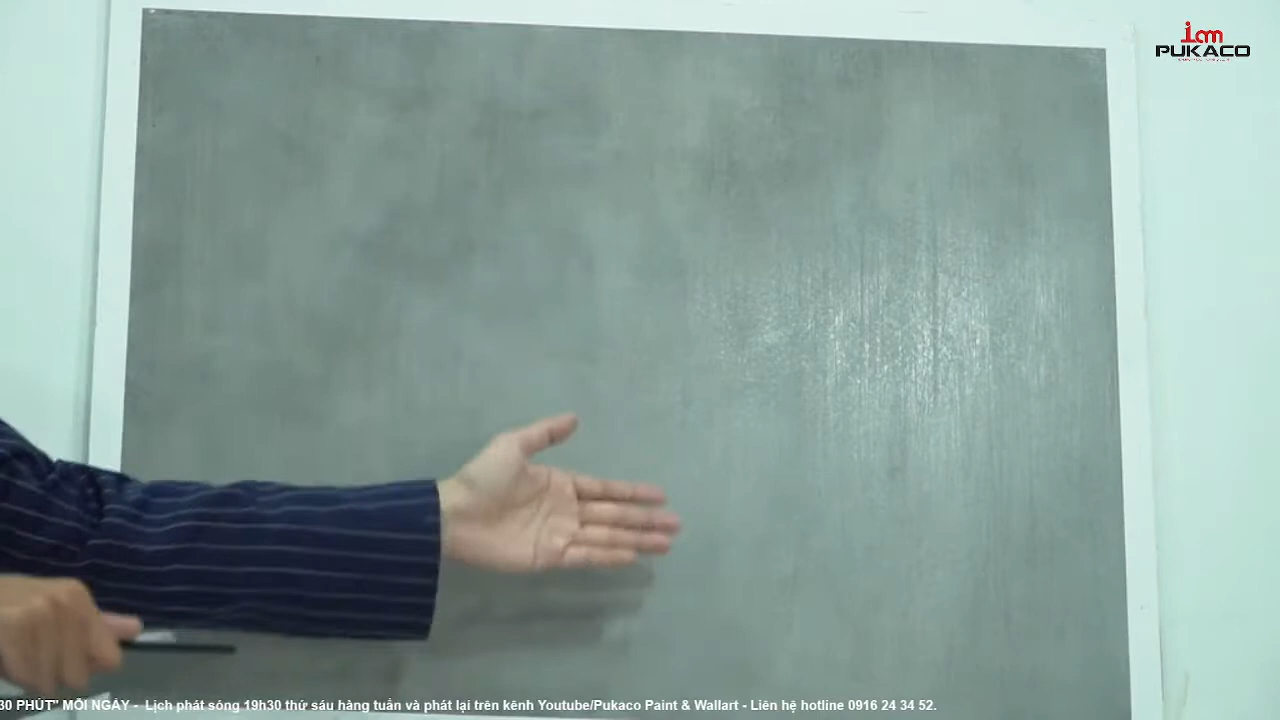 iam
PUKACO
30 PHÚT" MỖI NGÀY - Lịch phát sóng 19h30 thứ sáu hàng tuần và phát lại trên kênh Youtube/Pukaco Paint & Wallart - Liên hệ hotline 0916 24 34 52.